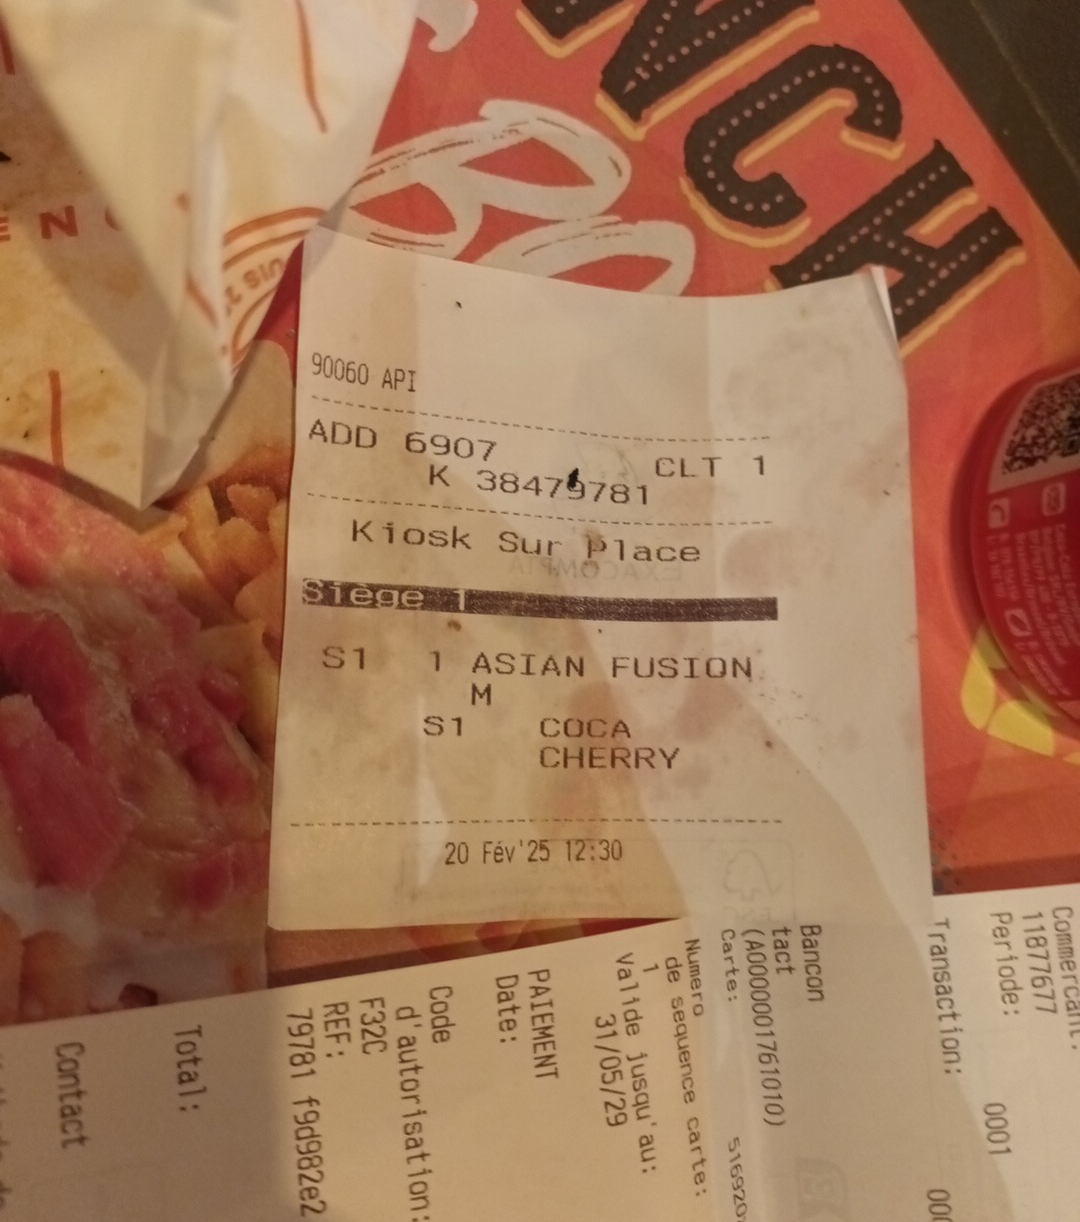 NCH
ENC
90060 API
ADD 6907 CLT 1
K 38479781
Kiosk Sur Place
Siège 1
S1 1 ASIAN FUSION
M
S1 COCA
CHERRY
20 Fév'25 12:30
Commercant:
11877677
Periode:
Transaction: 0001
Bancon
tact
(A0000001761010)
Carte:
Numero
de sequence carte:
1
Valide jusqu'au:
31/05/29
PAIEMENT
Date:
Code
d'autorisation:
F32C
REF:
79781 f9d982e2
Total:
Contact